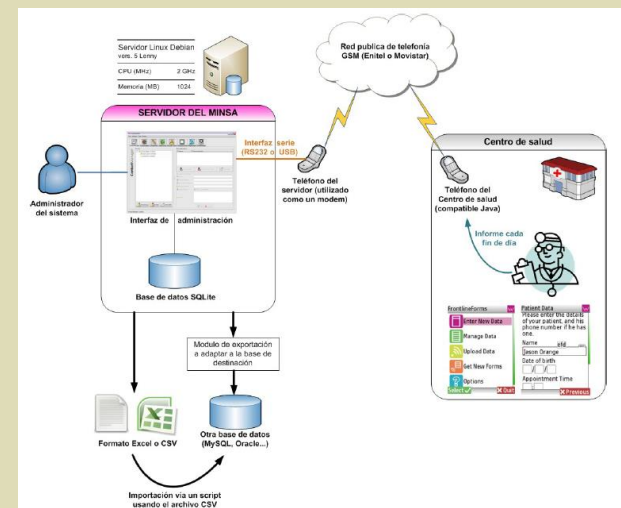 Servidor Linux Debian
vers. 5 Lenny
CPU (MHz) 2 GHz
Memoria (MB) 1024
Red publica de telefonía
GSM (Enitel o Movistar)
SERVIDOR DEL MINSA
Interfaz serie
(RS232 o USB)
Administrador
del sistema
Interfaz de administración
Teléfono del
servidor (utilizado
como un modem)
Base de datos SQLite
Modulo de exportación
a adaptar a la base de
destinación
Formato Excel o CSV
Otra base de datos
(MySQL, Oracle...)
Importación via un script
usando el archivo CSV
Centro de salud
Teléfono del
Centro de salud
(compatible Java)
Informe cada
fin de día
FrontlineForms
Enter New Data
Manage Data
Upload Data
Get New Forms
Options
Select
Quit
Patient Data
Please enter the details
of your patient, and his
phone number if he has
one.
Name
Jason Orange
Date of birth
/ /
Appointment Time
Previous